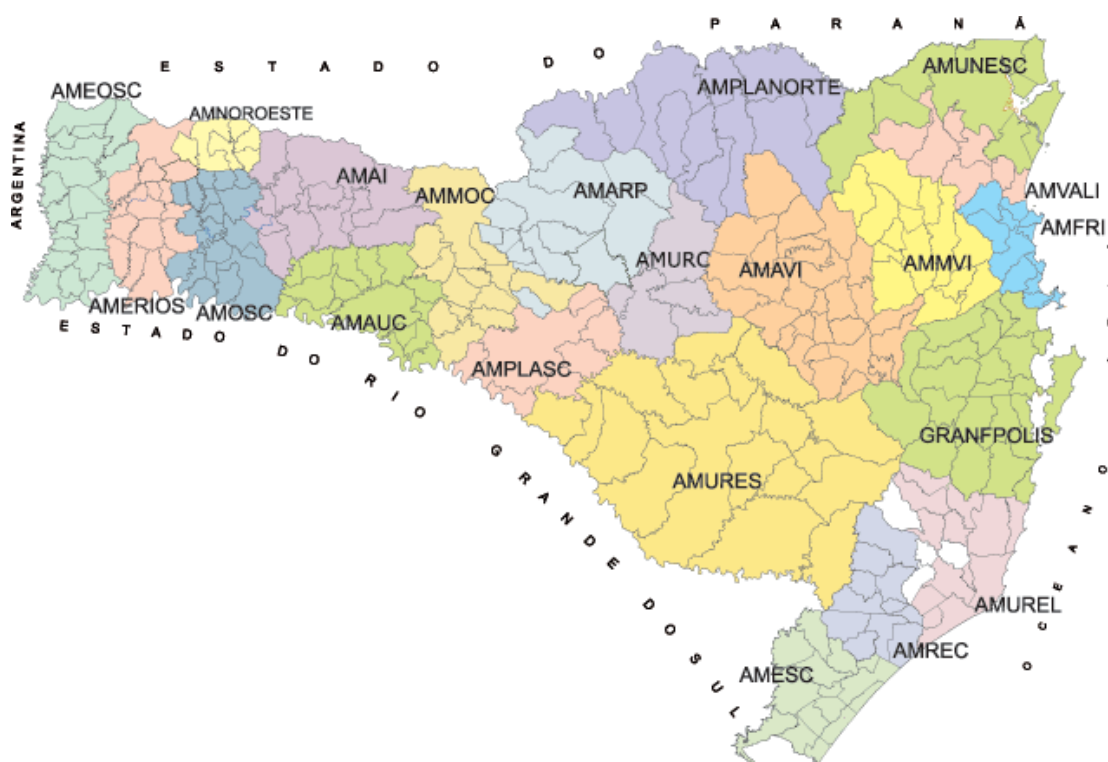 P A R A N Á
E S T A D O DO
AMUNESC
AMEOSC
AMPLANORTE
AMNOROESTE
ARGENTINA
AMAI
AMMOC
AMARP
AMVALI
AMFRI
AMURC
AMAVI
AMMVI
AMERIOS
AMOSC
AMAUC
E S T A D O D O R I O G R A N D E D O S U L
AMPLASC
GRANFPOLIS
AMURES
O C E A N O
AMUREL
AMREC
AMESC